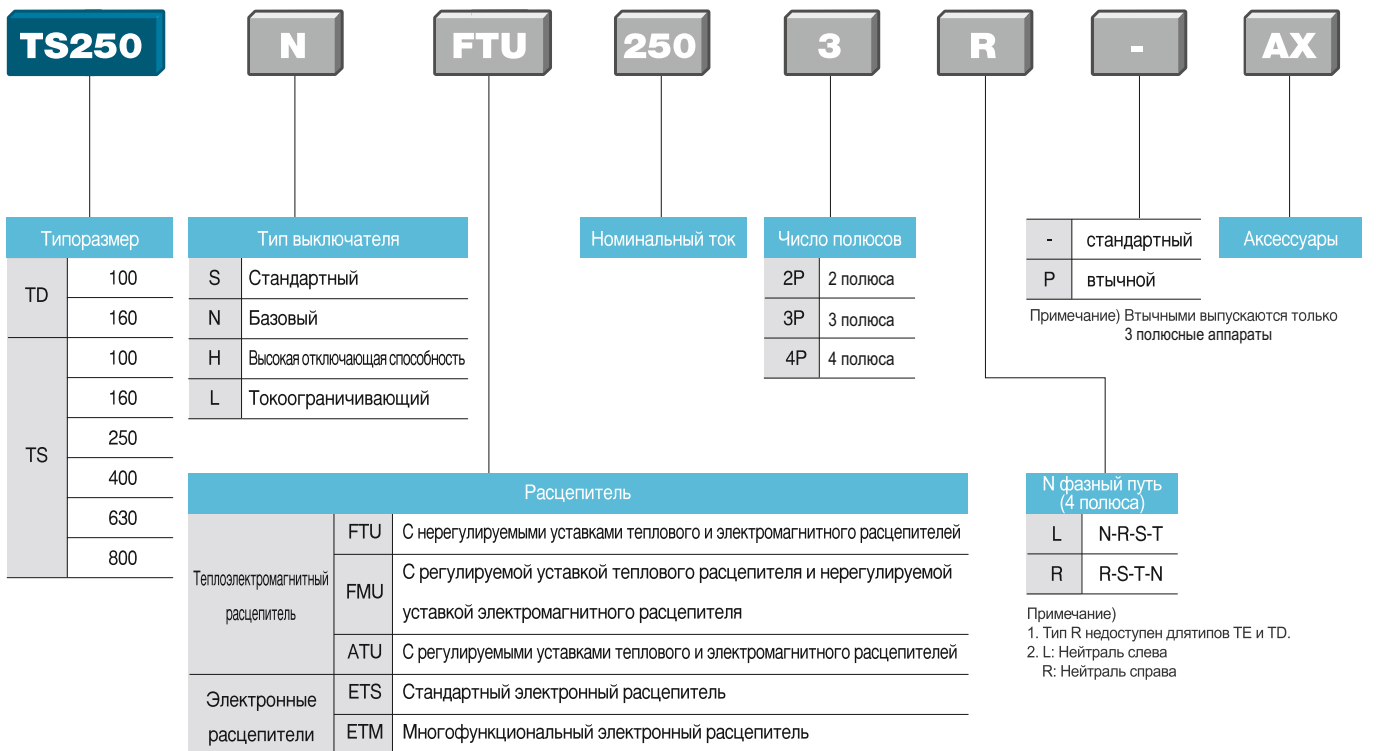 TS250 N FTU 250 3 R - AX
Типоразмер
TD 100
160
TS 100
160
250
400
630
800
Тип выключателя
S Стандартный
N Базовый
H Высокая отключающая способность
L Токоограничивающий
Номинальный ток
Число полюсов
2P 2 полюса
3P 3 полюса
4P 4 полюса
- стандартный
P втычной
Примечание) Втычными выпускаются только
3 полюсные аппараты
Аксессуары
Расцепитель
Теплоэлектромагнитный
расцепитель
FTU С нерегулируемыми уставками теплового и электромагнитного расцепителей
FMU С регулируемой уставкой теплового расцепителя и нерегулируемой
уставкой электромагнитного расцепителя
ATU С регулируемыми уставками теплового и электромагнитного расцепителей
Электронные
расцепители
ETS Стандартный электронный расцепитель
ETM Многофункциональный электронный расцепитель
N фазный путь
(4 полюса)
L N-R-S-T
R R-S-T-N
Примечание)
1. Тип R недоступен длятипов TE и TD.
2. L: Нейтраль слева
R: Нейтраль справа